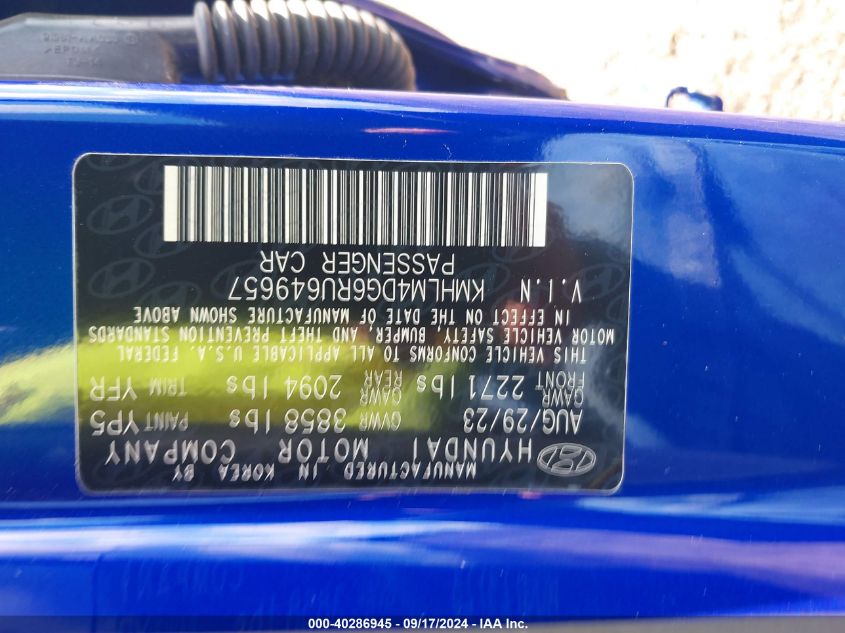 MANUFACTURED IN KOREA BY
HYUNDAI MOTOR COMPANY
AUG/29/23 GVWR 3858 lbs PAINT YP5
GAWR FRONT 2271 lbs GAWR REAR 2094 lbs TRIM YFR
THIS VEHICLE CONFORMS TO ALL APPLICABLE U.S.A. FEDERAL
MOTOR VEHICLE SAFETY, BUMPER, AND THEFT PREVENTION STANDARDS
IN EFFECT ON THE DATE OF MANUFACTURE SHOWN ABOVE
V.I.N KMHLM4DG6RU649657
PASSENGER CAR
000-40286945 - 09/17/2024 - IAA Inc.